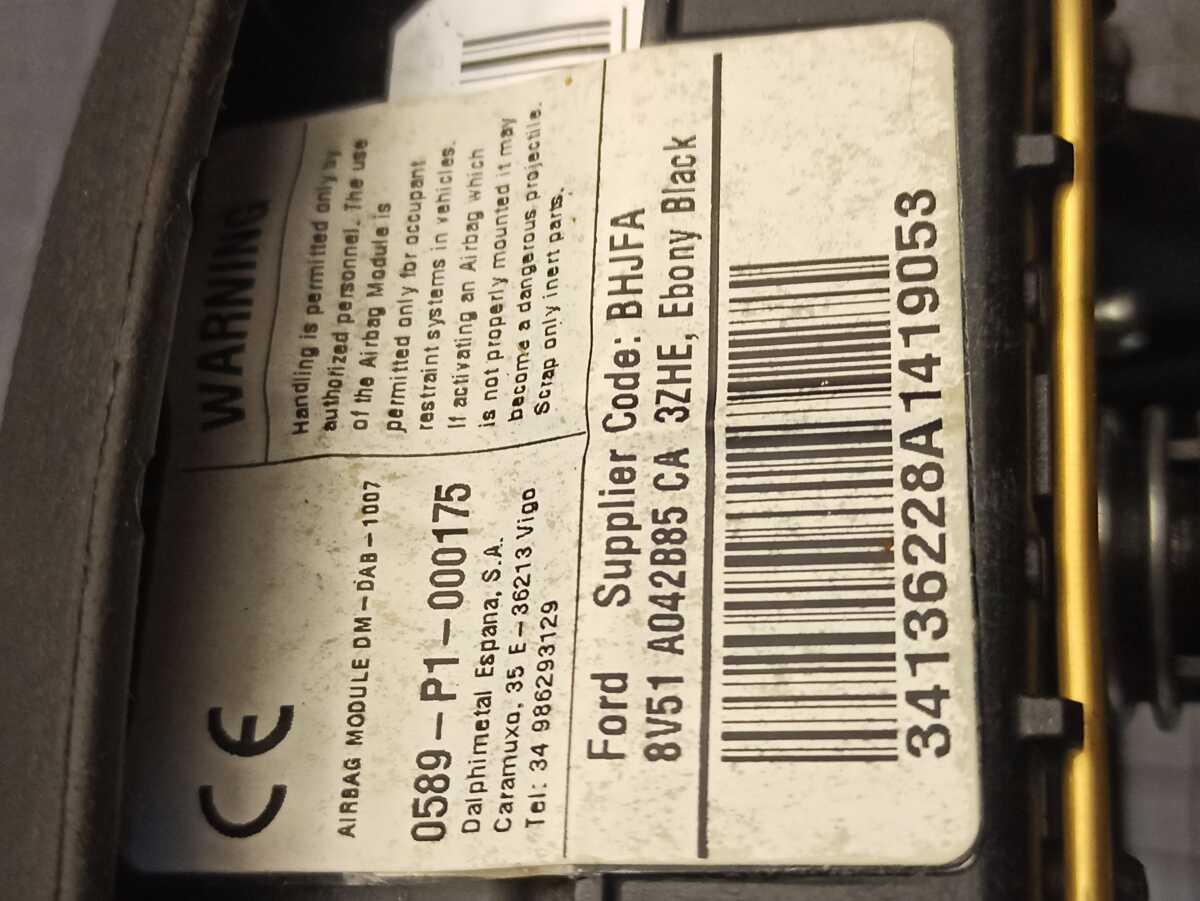 CE
AIRBAG MODULE DM-DAB-1007
0589-P1-000175
Dalphimetal Espana, S.A.
Caramuxo, 35 E-36213 Vigo
Tel: 34 986293129
WARNING
Handling is permitted only by
authorized personnel. The use
of the Airbag Module is
permitted only for occupant
restraint systems in vehicles.
If activating an Airbag which
is not properly mounted it may
become a dangerous projectile.
Scrap only inert parts.
Ford Supplier Code: BHJFA
8V51 A042B85 CA 3ZHE, Ebony Black
34136228A1419053